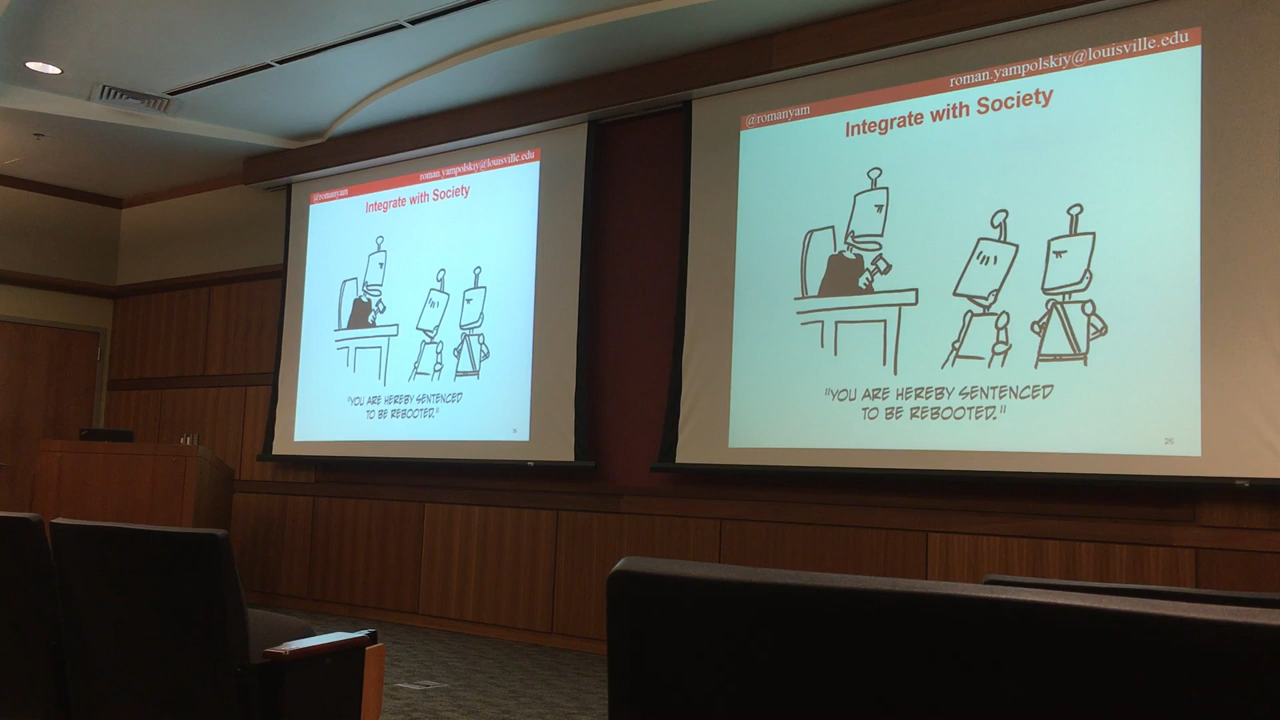 @romanyam
roman.yampolskiy@louisville.edu
Integrate with Society
"YOU ARE HEREBY SENTENCED
TO BE REBOOTED."
@romanyam
roman.yampolskiy@louisville.edu
Integrate with Society
"YOU ARE HEREBY SENTENCED
TO BE REBOOTED."